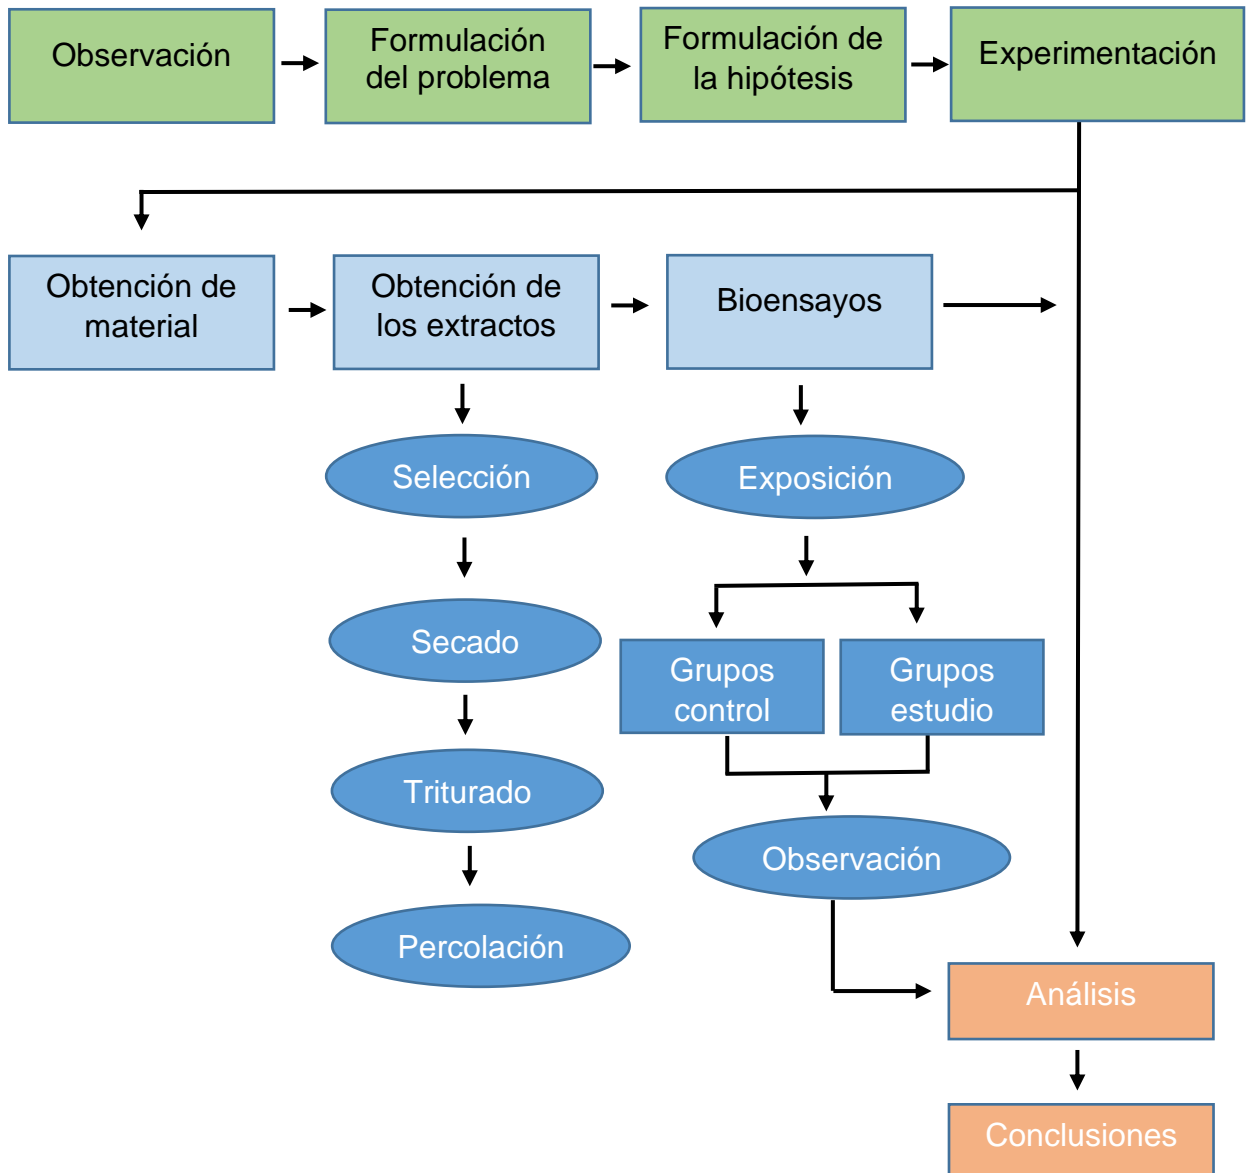 Observación
Formulación
del problema
Formulación de
la hipótesis
Experimentación
Obtención de
material
Obtención de
los extractos
Bioensayos
Selección
Exposición
Secado
Grupos
control
Grupos
estudio
Triturado
Observación
Percolación
Análisis
Conclusiones